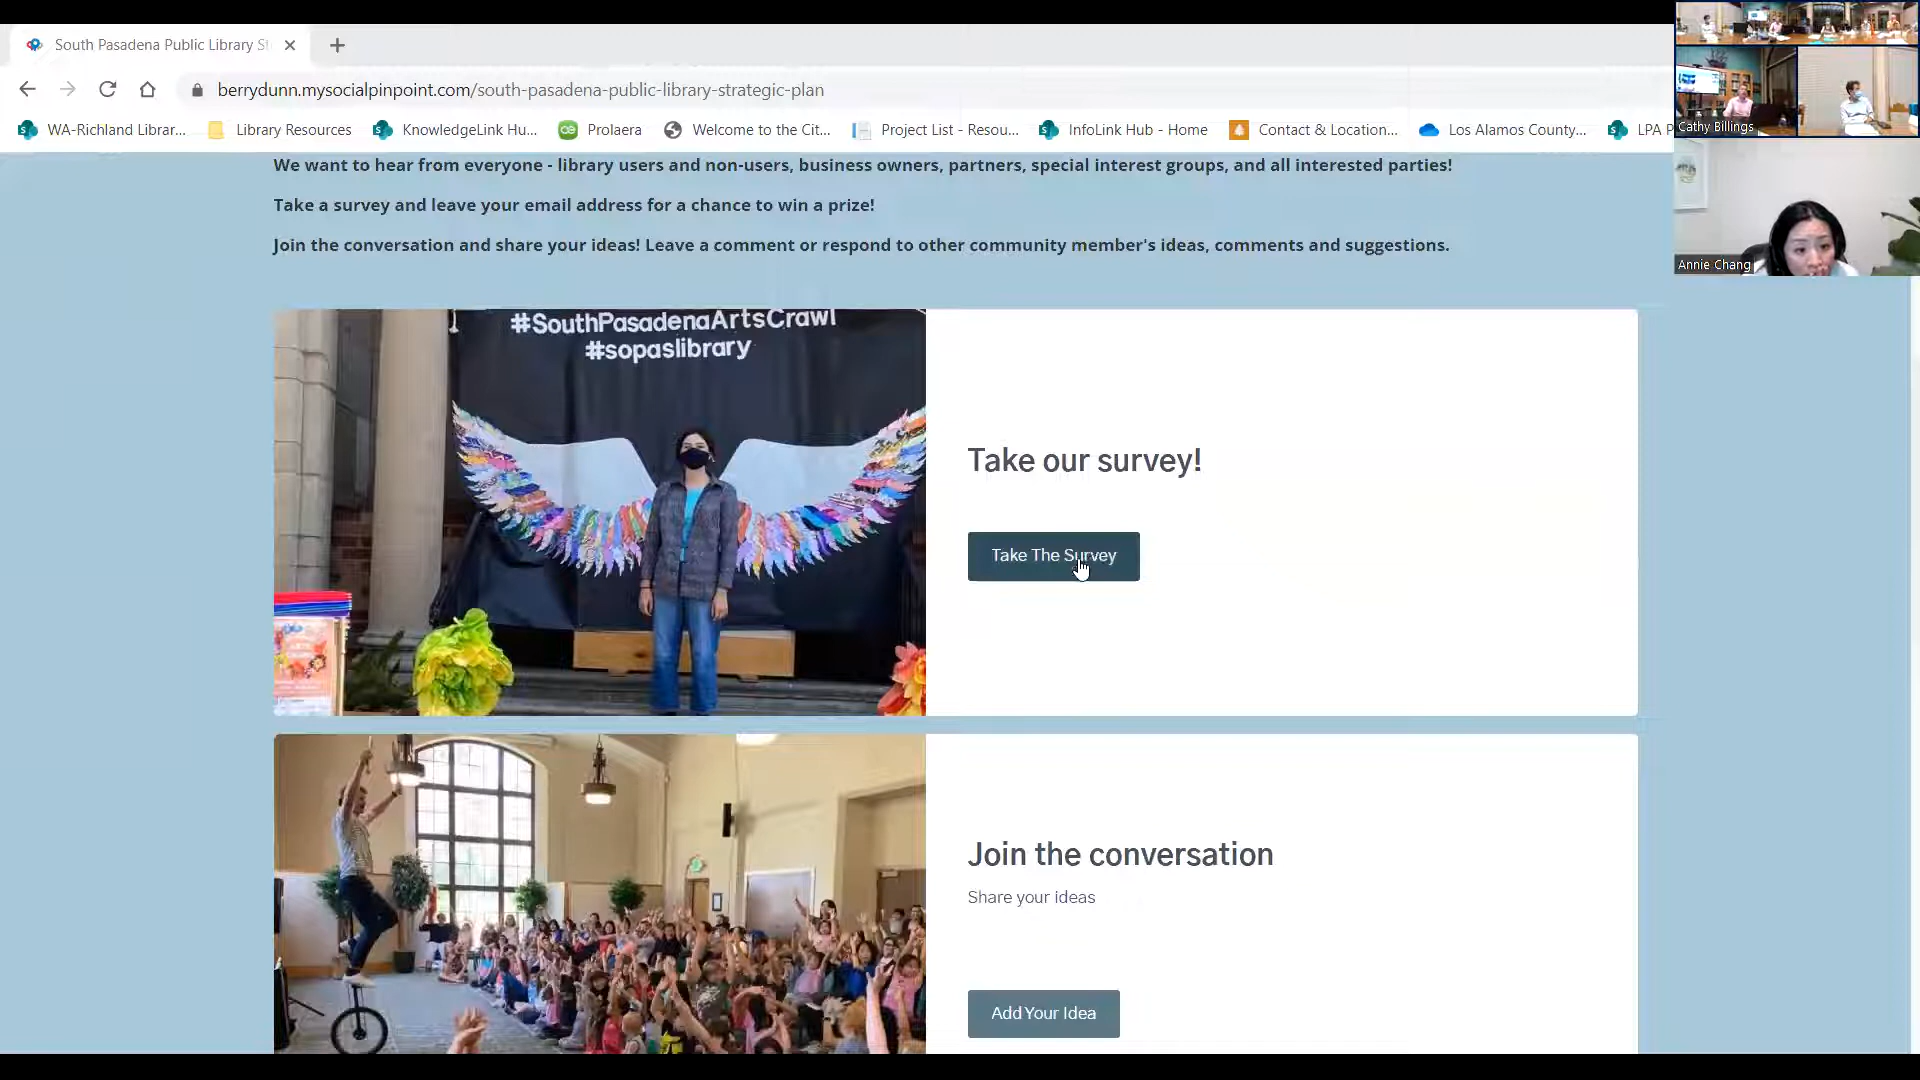 South Pasadena Public Library St
berrydunn.mysocialpinpoint.com/south-pasadena-public-library-strategic-plan
WA-Richland Librar...
Library Resources
KnowledgeLink Hu...
Prolaera
Welcome to the Cit...
Project List - Resou...
InfoLink Hub - Home
Contact & Location...
Los Alamos County...
LPA P
Cathy Billings
Annie Chang
We want to hear from everyone - library users and non-users, business owners, partners, special interest groups, and all interested parties!
Take a survey and leave your email address for a chance to win a prize!
Join the conversation and share your ideas! Leave a comment or respond to other community member's ideas, comments and suggestions.
#SouthPasadenaArtsCrawl
#sopaslibrary
Take our survey!
Take The Survey
Join the conversation
Share your ideas
Add Your Idea